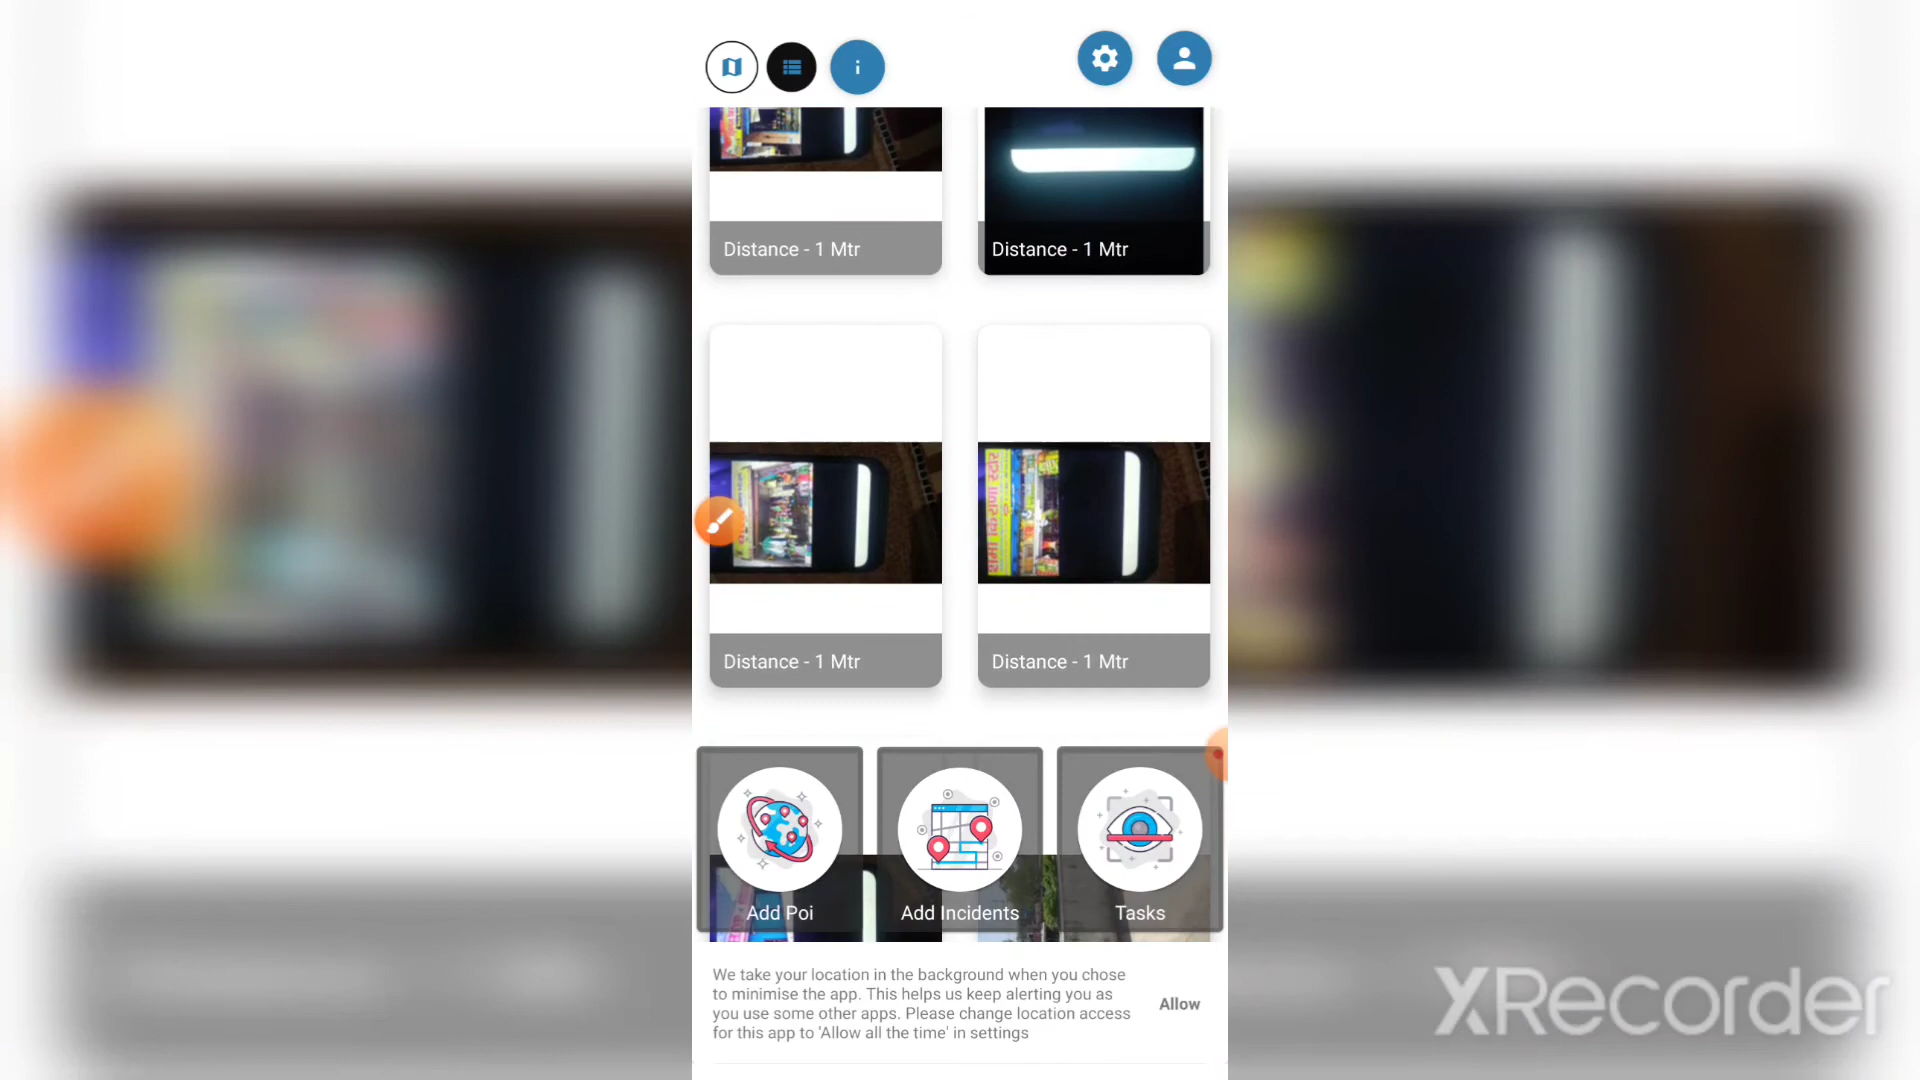 Distance - 1 Mtr
Distance - 1 Mtr
Distance - 1 Mtr
Distance - 1 Mtr
Add Poi
Add Incidents
Tasks
We take your location in the background when you chose
to minimise the app. This helps us keep alerting you as
you use some other apps. Please change location access
for this app to 'Allow all the time' in settings
Allow
XRecorder